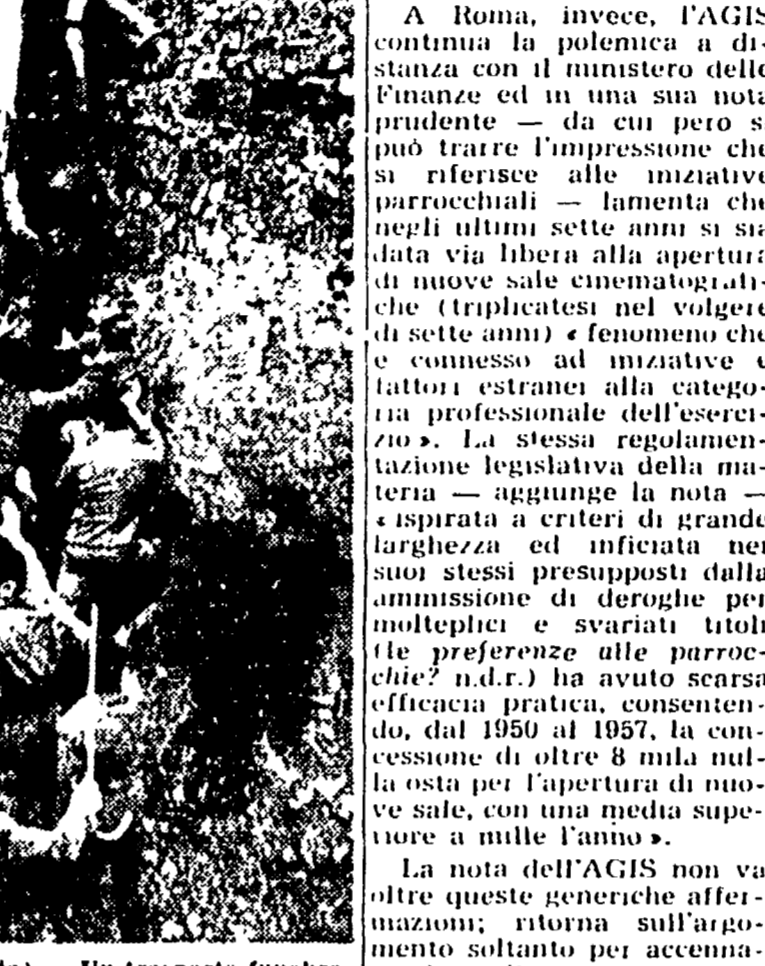 A Roma, invece, l'AGIS
continua la polemica a di-
stanza con il ministero delle
Finanze ed in una sua nota
prudente — da cui però si
può trarre l'impressione che
si riferisce alle iniziative
parrocchiali — lamenta che
negli ultimi sette anni si sia
data via libera alla apertura
di nuove sale cinematografi-
che (triplicatesi nel volgere
di sette anni) « fenomeno che
è connesso ad iniziative e
fattori estranei alla catego-
ria professionale dell'eserci-
zio ». La stessa regolamen-
tazione legislativa della ma-
teria — aggiunge la nota —
« ispirata a criteri di grande
larghezza ed inficiata nei
suoi stessi presupposti dalla
ammissione di deroghe per
molteplici e svariati titoli
(le preferenze alle parroc-
chie? n.d.r.) ha avuto scarsa
efficacia pratica, consenten-
do, dal 1950 al 1957, la con-
cessione di oltre 8 mila nul-
la osta per l'apertura di nuo-
ve sale, con una media supe-
riore a mille l'anno ».
La nota dell'AGIS non va
oltre queste generiche affer-
mazioni; ritorna sull'argo-
mento soltanto per accenna-